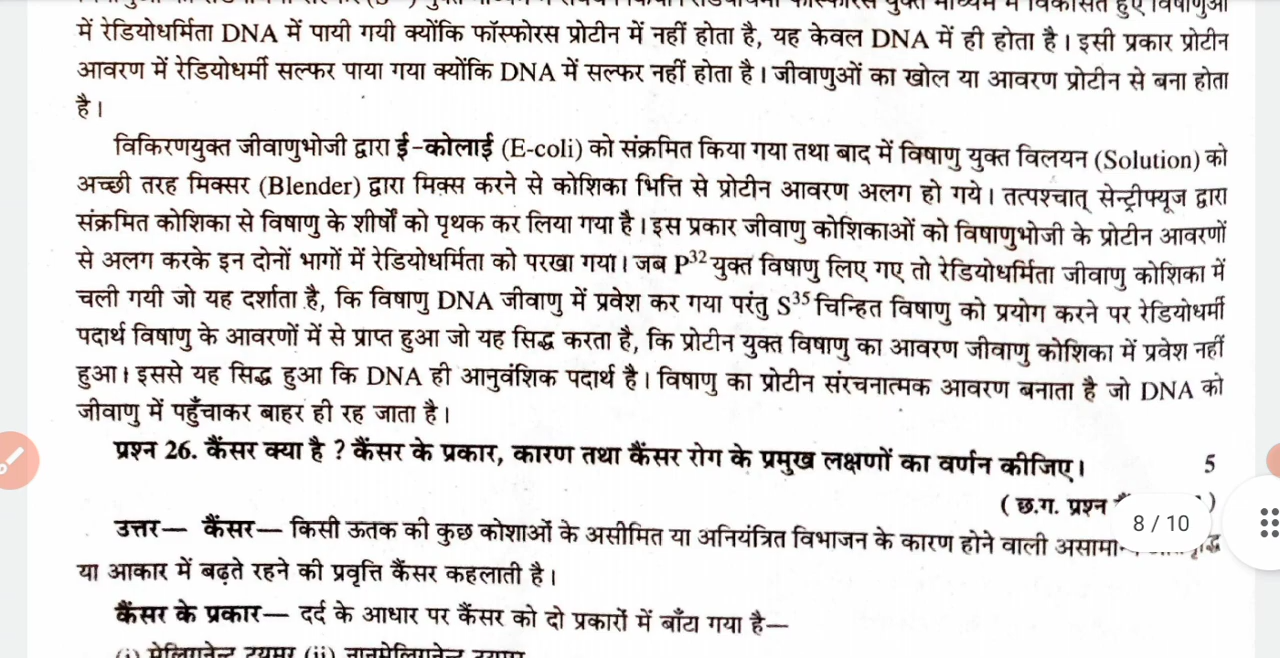 में रेडियोधर्मिता DNA में पायी गयी क्योंकि फॉस्फोरस प्रोटीन में नहीं होता है, यह केवल DNA में ही होता है। इसी प्रकार प्रोटीन
आवरण में रेडियोधर्मी सल्फर पाया गया क्योंकि DNA में सल्फर नहीं होता है। जीवाणुओं का खोल या आवरण प्रोटीन से बना होता
है।
विकिरणयुक्त जीवाणुभोजी द्वारा ई-कोलाई (E-coli) को संक्रमित किया गया तथा बाद में विषाणु युक्त विलयन (Solution) को
अच्छी तरह मिक्सर (Blender) द्वारा मिक्स करने से कोशिका भित्ति से प्रोटीन आवरण अलग हो गये। तत्पश्चात् सेन्ट्रीफ्यूज द्वारा
संक्रमित कोशिका से विषाणु के शीर्षों को पृथक कर लिया गया है। इस प्रकार जीवाणु कोशिकाओं को विषाणुभोजी के प्रोटीन आवरणों
से अलग करके इन दोनों भागों में रेडियोधर्मिता को परखा गया। जब P³² युक्त विषाणु लिए गए तो रेडियोधर्मिता जीवाणु कोशिका में
चली गयी जो यह दर्शाता है, कि विषाणु DNA जीवाणु में प्रवेश कर गया परंतु S³⁵ चिन्हित विषाणु को प्रयोग करने पर रेडियोधर्मी
पदार्थ विषाणु के आवरणों में से प्राप्त हुआ जो यह सिद्ध करता है, कि प्रोटीन युक्त विषाणु का आवरण जीवाणु कोशिका में प्रवेश नहीं
हुआ। इससे यह सिद्ध हुआ कि DNA ही आनुवंशिक पदार्थ है। विषाणु का प्रोटीन संरचनात्मक आवरण बनाता है जो DNA को
जीवाणु में पहुँचाकर बाहर ही रह जाता है।
प्रश्न 26. कैंसर क्या है ? कैंसर के प्रकार, कारण तथा कैंसर रोग के प्रमुख लक्षणों का वर्णन कीजिए। 5
( छ.ग. प्रश्न )
8 / 10
उत्तर— कैंसर— किसी ऊतक की कुछ कोशाओं के असीमित या अनियंत्रित विभाजन के कारण होने वाली
या आकार में बढ़ते रहने की प्रवृत्ति कैंसर कहलाती है।
कैंसर के प्रकार— दर्द के आधार पर कैंसर को दो प्रकारों में बाँटा गया है—